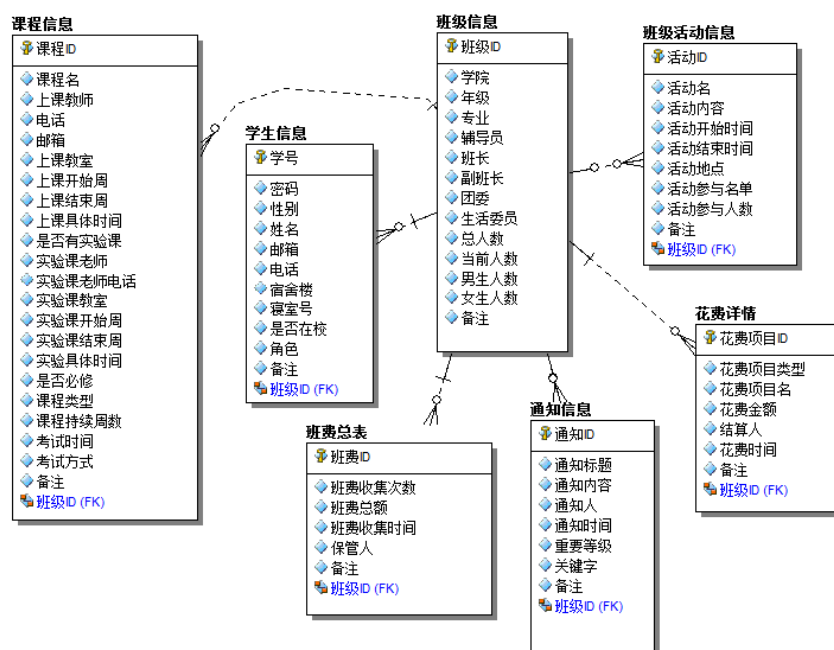 课程信息
课程ID
课程名
上课教师
电话
邮箱
上课教室
上课开始周
上课结束周
上课具体时间
是否有实验课
实验课老师
实验课老师电话
实验课教室
实验课开始周
实验课结束周
实验具体时间
是否必修
课程类型
课程持续周数
考试时间
考试方式
备注
班级ID (FK)
学生信息
学号
密码
性别
姓名
邮箱
电话
宿舍楼
寝室号
是否在校
角色
备注
班级ID (FK)
班级信息
班级ID
学院
年级
专业
辅导员
班长
副班长
团委
生活委员
总人数
当前人数
男生人数
女生人数
备注
班级活动信息
活动ID
活动名
活动内容
活动开始时间
活动结束时间
活动地点
活动参与名单
活动参与人数
备注
班级ID (FK)
花费详情
花费项目ID
花费项目类型
花费项目名
花费金额
结算人
花费时间
备注
班级ID (FK)
班费总表
班费ID
班费收集次数
班费总额
班费收集时间
保管人
备注
班级ID (FK)
通知信息
通知ID
通知标题
通知内容
通知人
通知时间
重要等级
关键字
备注
班级ID (FK)